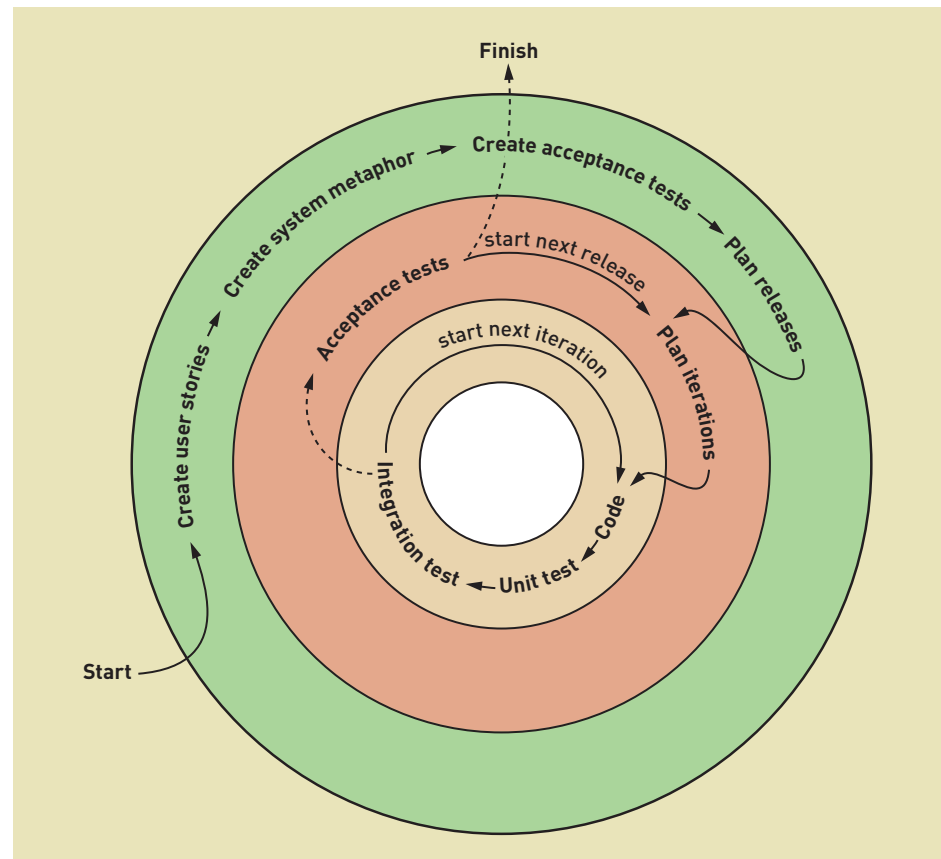 Finish
Create acceptance tests
Create system metaphor
Plan releases
start next release
Acceptance tests
Plan iterations
start next iteration
Create user stories
Integration test
Code
Unit test
Start